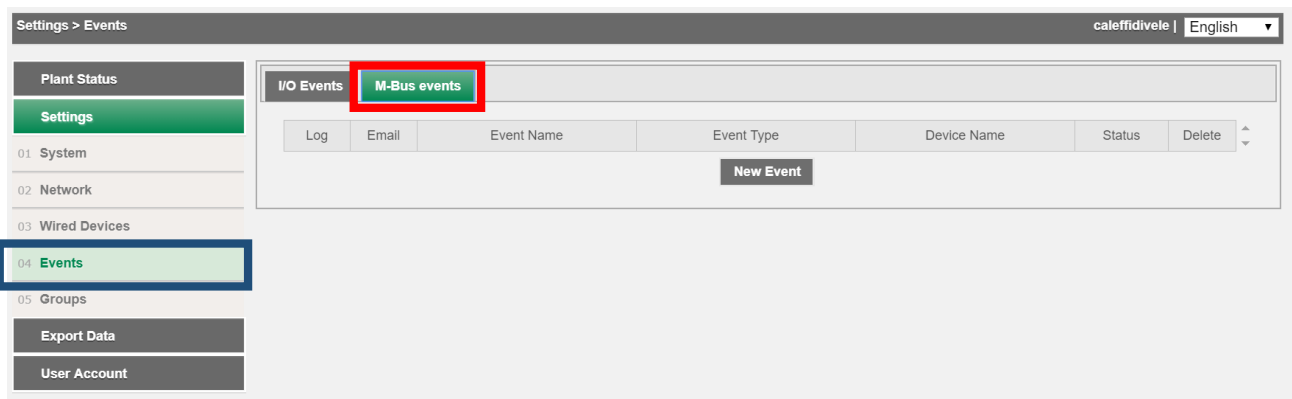 Settings > Events
caleffidivele | English
Plant Status
Settings
01 System
02 Network
03 Wired Devices
04 Events
05 Groups
Export Data
User Account
I/O Events M-Bus events
Log Email Event Name Event Type Device Name Status Delete
New Event